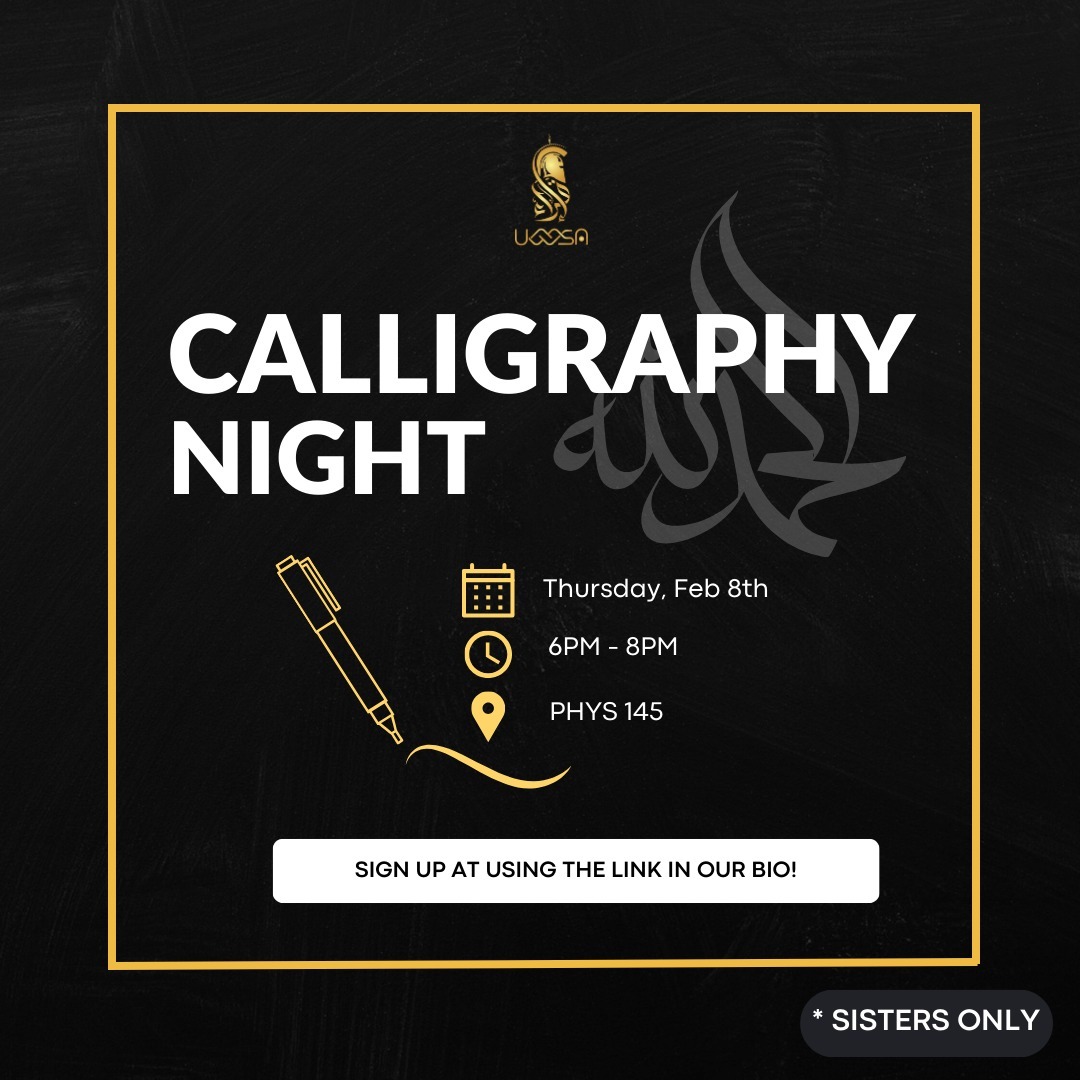 CALLIGRAPHY
NIGHT
الحمد لله
Thursday, Feb 8th
6PM - 8PM
PHYS 145
SIGN UP AT USING THE LINK IN OUR BIO!
* SISTERS ONLY